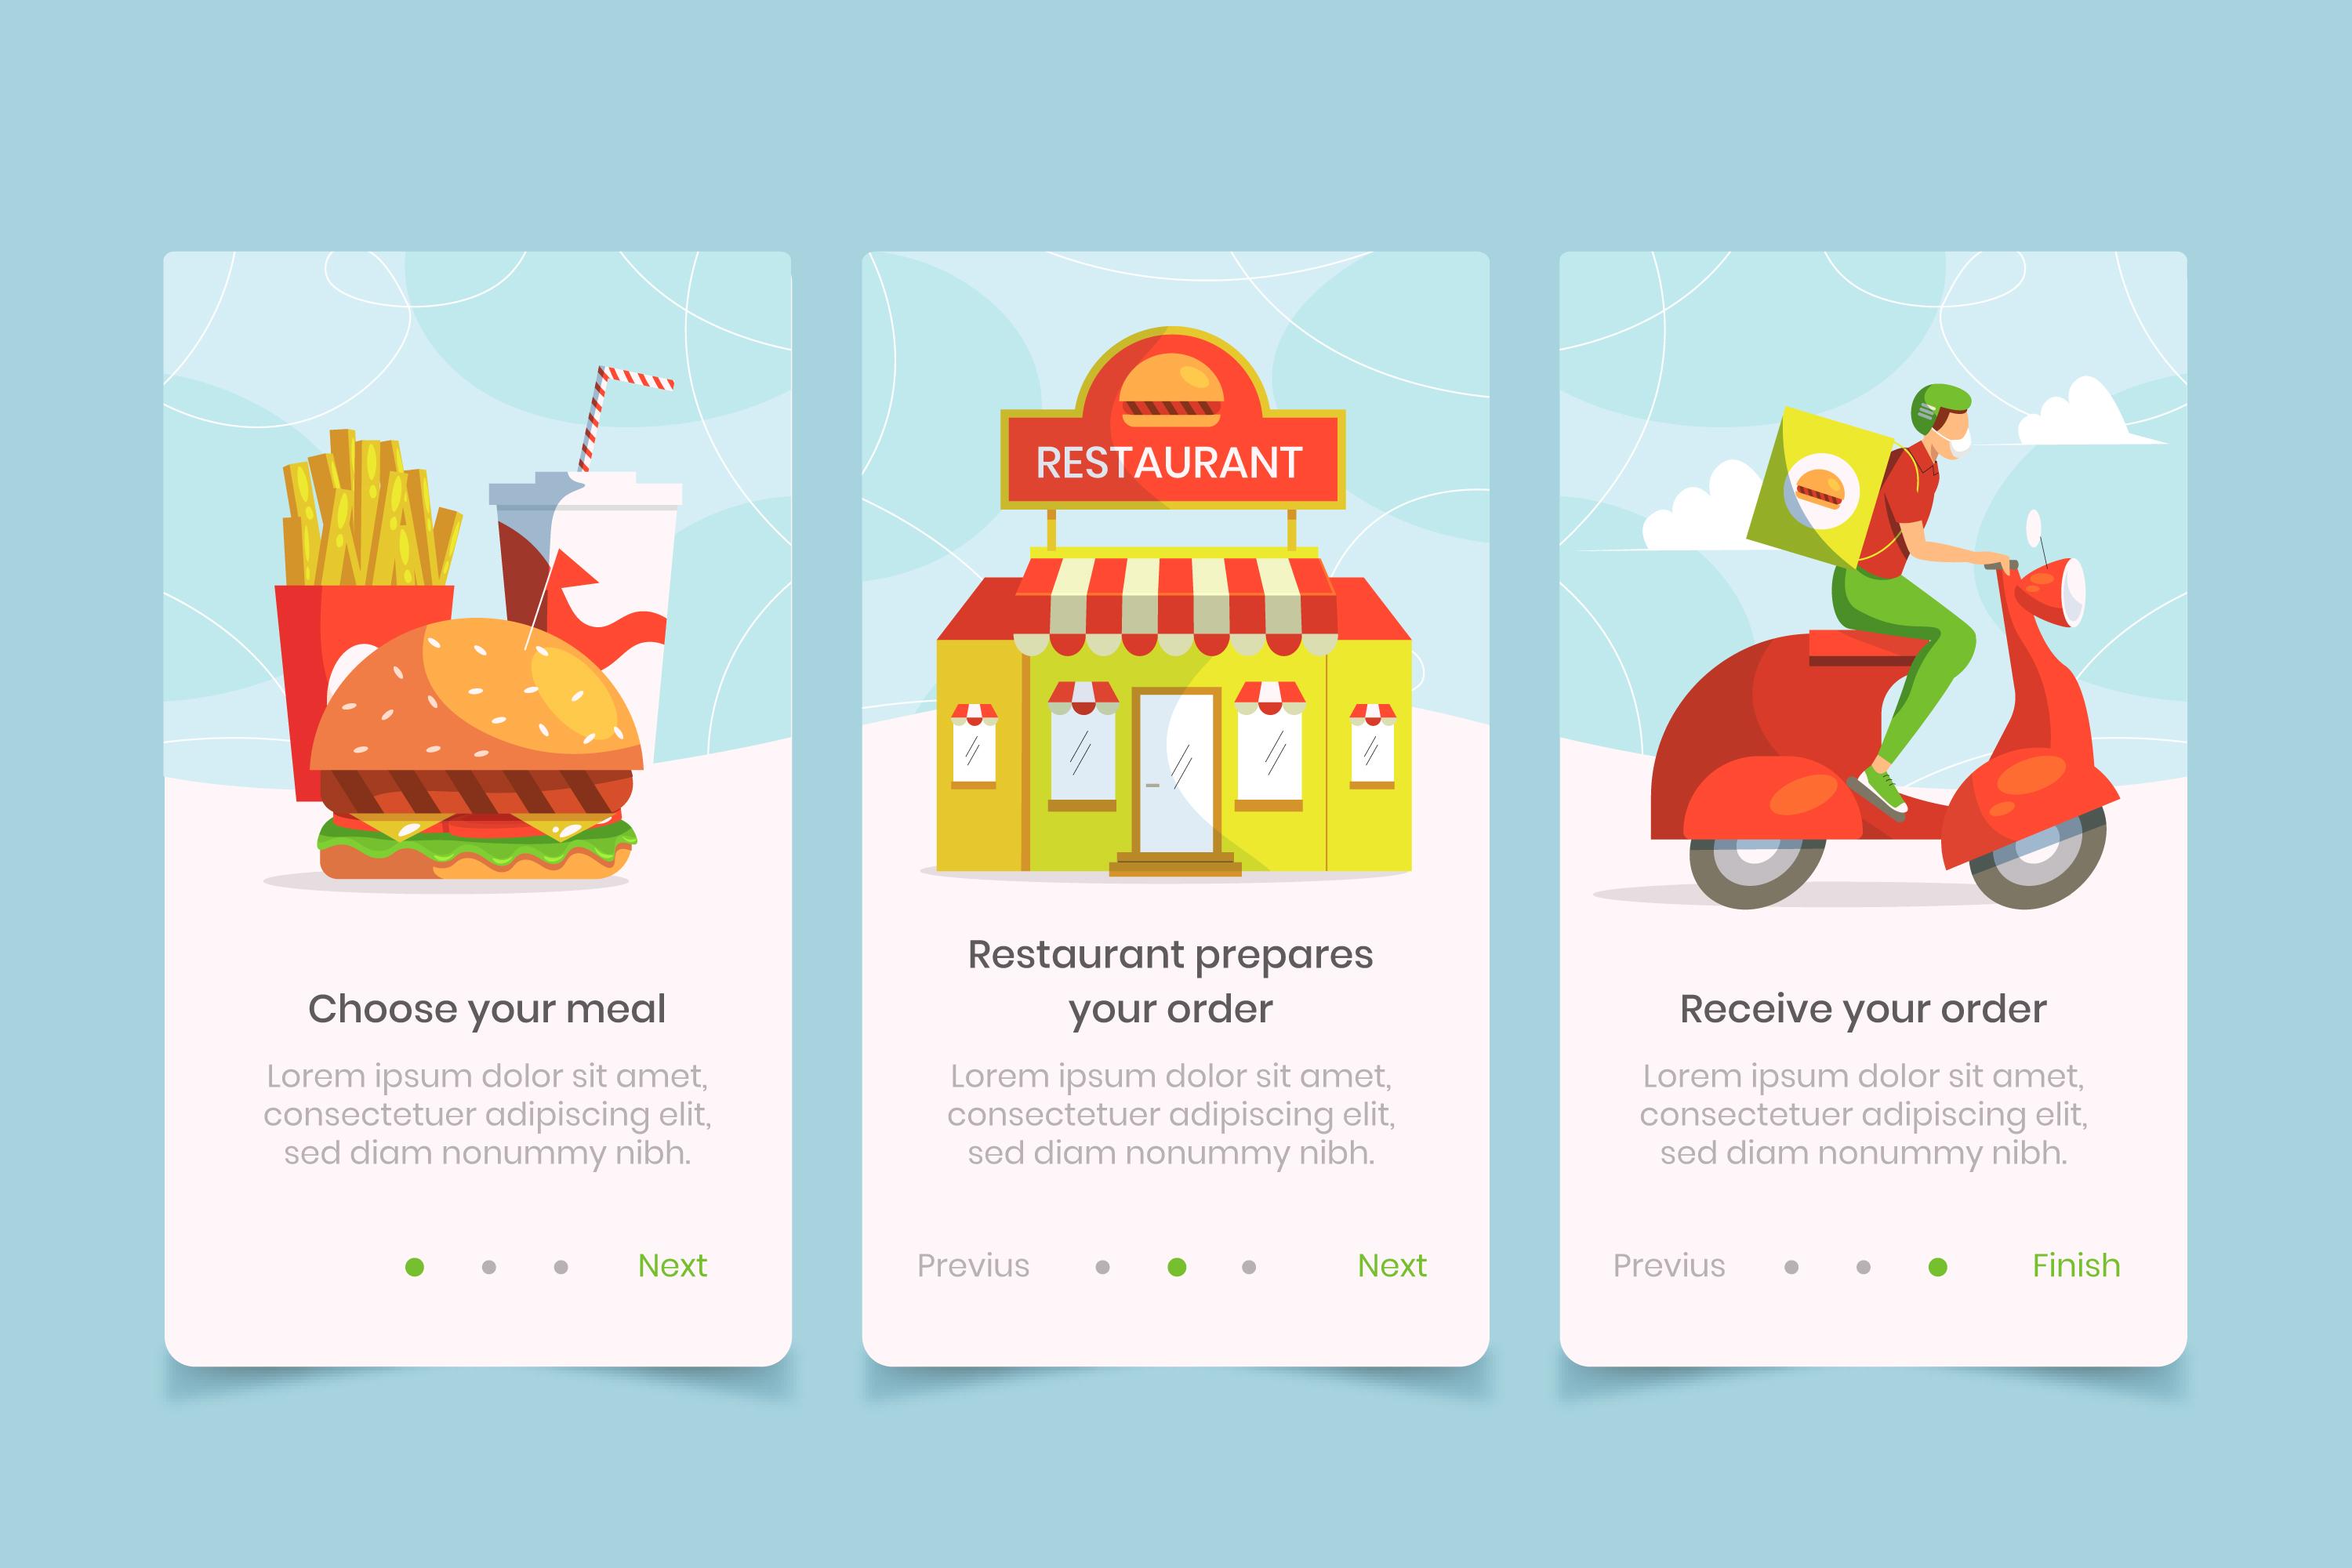 Choose your meal
Lorem ipsum dolor sit amet,
consectetuer adipiscing elit,
sed diam nonummy nibh.
Next
RESTAURANT
Restaurant prepares
your order
Lorem ipsum dolor sit amet,
consectetuer adipiscing elit,
sed diam nonummy nibh.
Previus
Next
Receive your order
Lorem ipsum dolor sit amet,
consectetuer adipiscing elit,
sed diam nonummy nibh.
Previus
Finish